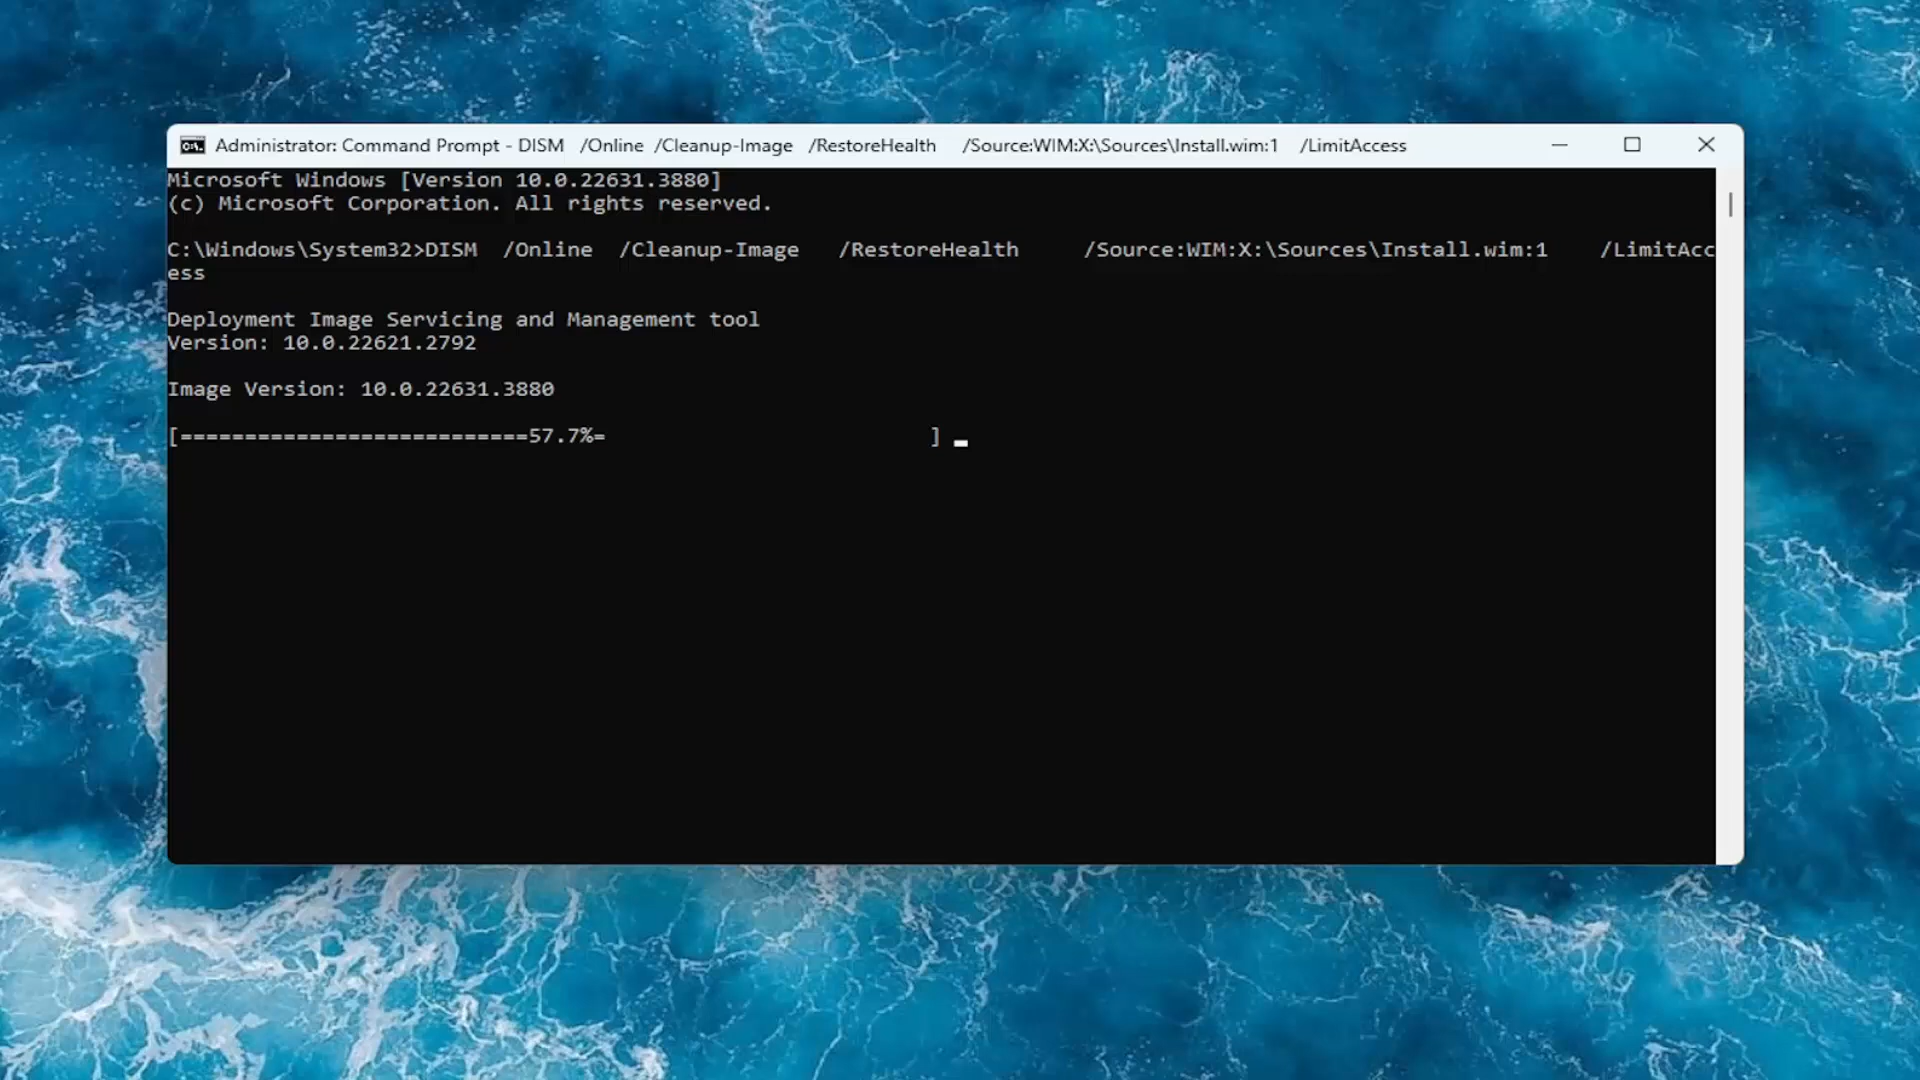 Administrator: Command Prompt - DISM  /Online  /Cleanup-Image   /RestoreHealth     /Source:WIM:X:\Sources\Install.wim:1    /LimitAccess
Microsoft Windows [Version 10.0.22631.3880]
(c) Microsoft Corporation. All rights reserved.
C:\Windows\System32>DISM  /Online  /Cleanup-Image   /RestoreHealth     /Source:WIM:X:\Sources\Install.wim:1    /LimitAcc
ess
Deployment Image Servicing and Management tool
Version: 10.0.22621.2792
Image Version: 10.0.22631.3880
[===========================57.7%=                         ]